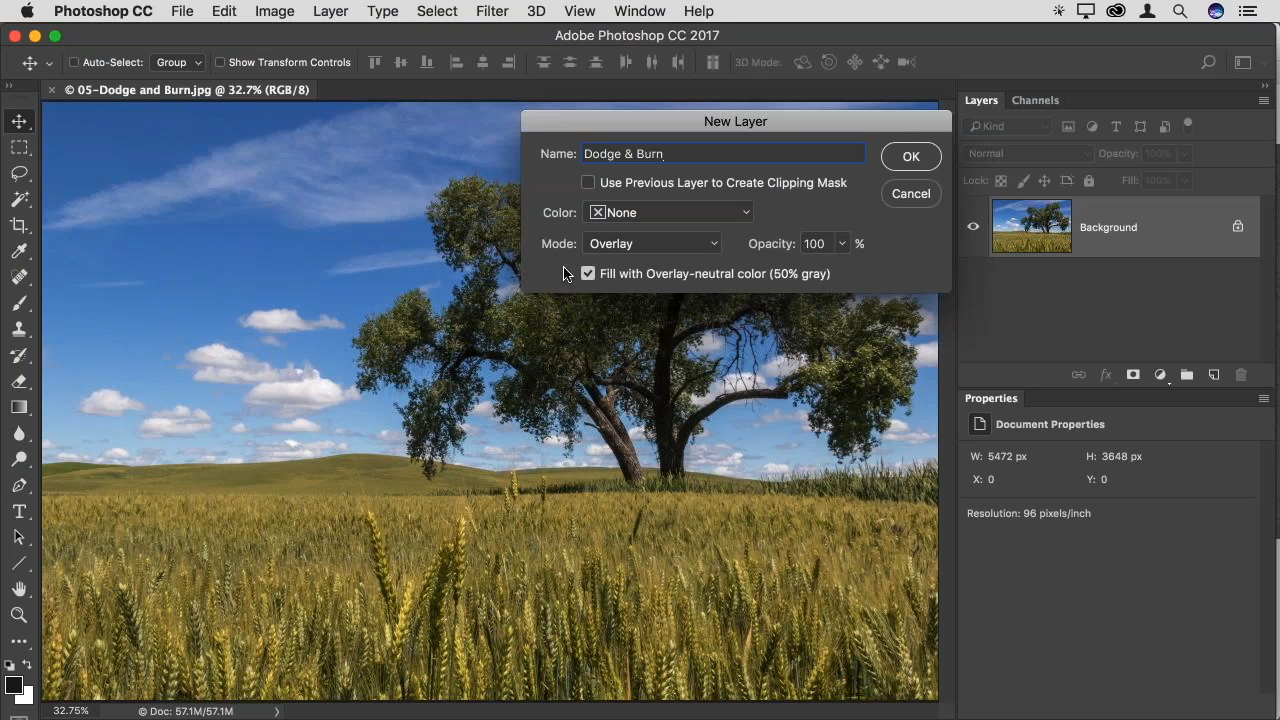 Photoshop CC File Edit Image Layer Type Select Filter 3D View Window Help
Adobe Photoshop CC 2017
Auto-Select: Group Show Transform Controls 3D Mode:
× © 05-Dodge and Burn.jpg @ 32.7% (RGB/8)
New Layer
Name: Dodge & Burn
OK
Use Previous Layer to Create Clipping Mask
Cancel
Color: None
Mode: Overlay Opacity: 100 %
Fill with Overlay-neutral color (50% gray)
Layers Channels
Kind
Normal Opacity: 100%
Lock: Fill: 100%
Background
fx
Properties
Document Properties
W: 5472 px H: 3648 px
X: 0 Y: 0
Resolution: 96 pixels/inch
32.75% © Doc: 57.1M/57.1M